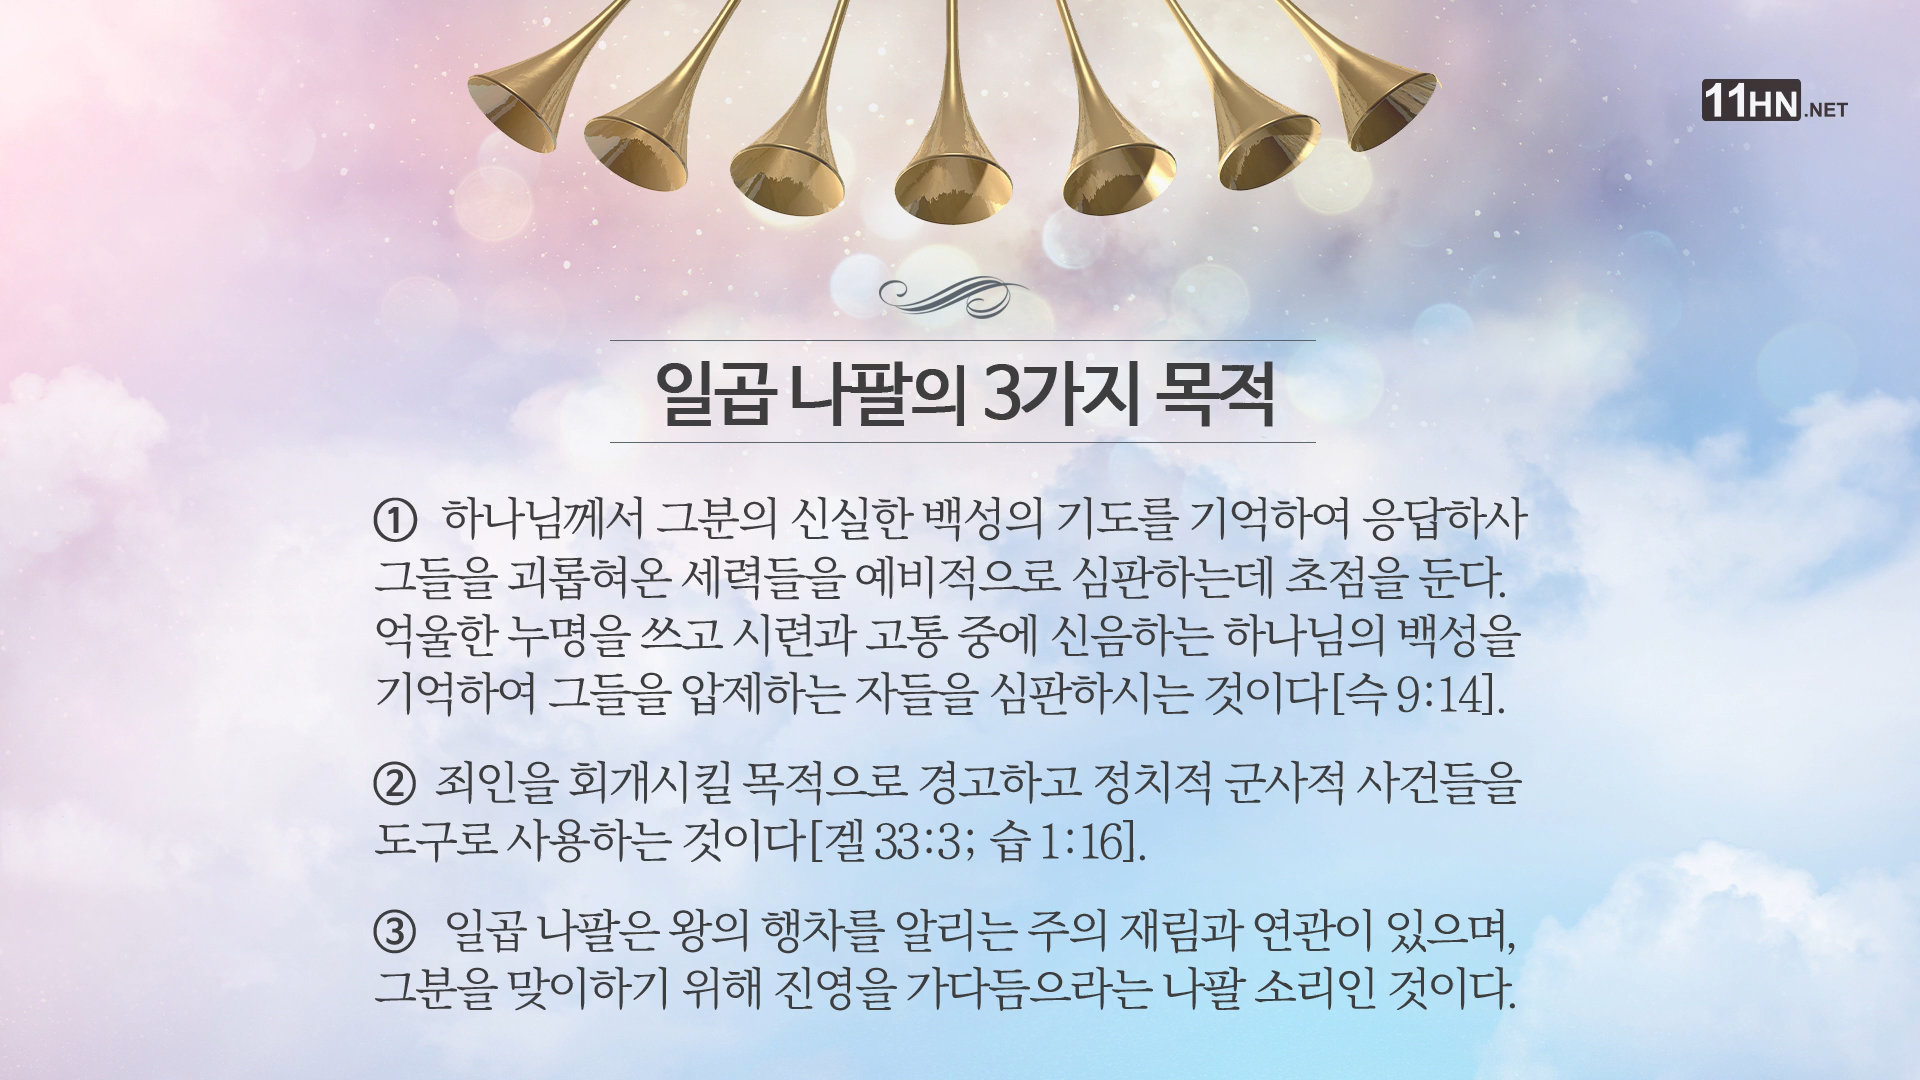 11HN.NET
일곱 나팔의 3가지 목적
① 하나님께서 그분의 신실한 백성의 기도를 기억하여 응답하사
그들을 괴롭혀온 세력들을 예비적으로 심판하는데 초점을 둔다.
억울한 누명을 쓰고 시련과 고통 중에 신음하는 하나님의 백성을
기억하여 그들을 압제하는 자들을 심판하시는 것이다[슥 9:14].
② 죄인을 회개시킬 목적으로 경고하고 정치적 군사적 사건들을
도구로 사용하는 것이다[겔 33:3; 습 1:16].
③ 일곱 나팔은 왕의 행차를 알리는 주의 재림과 연관이 있으며,
그분을 맞이하기 위해 진영을 가다듬으라는 나팔 소리인 것이다.